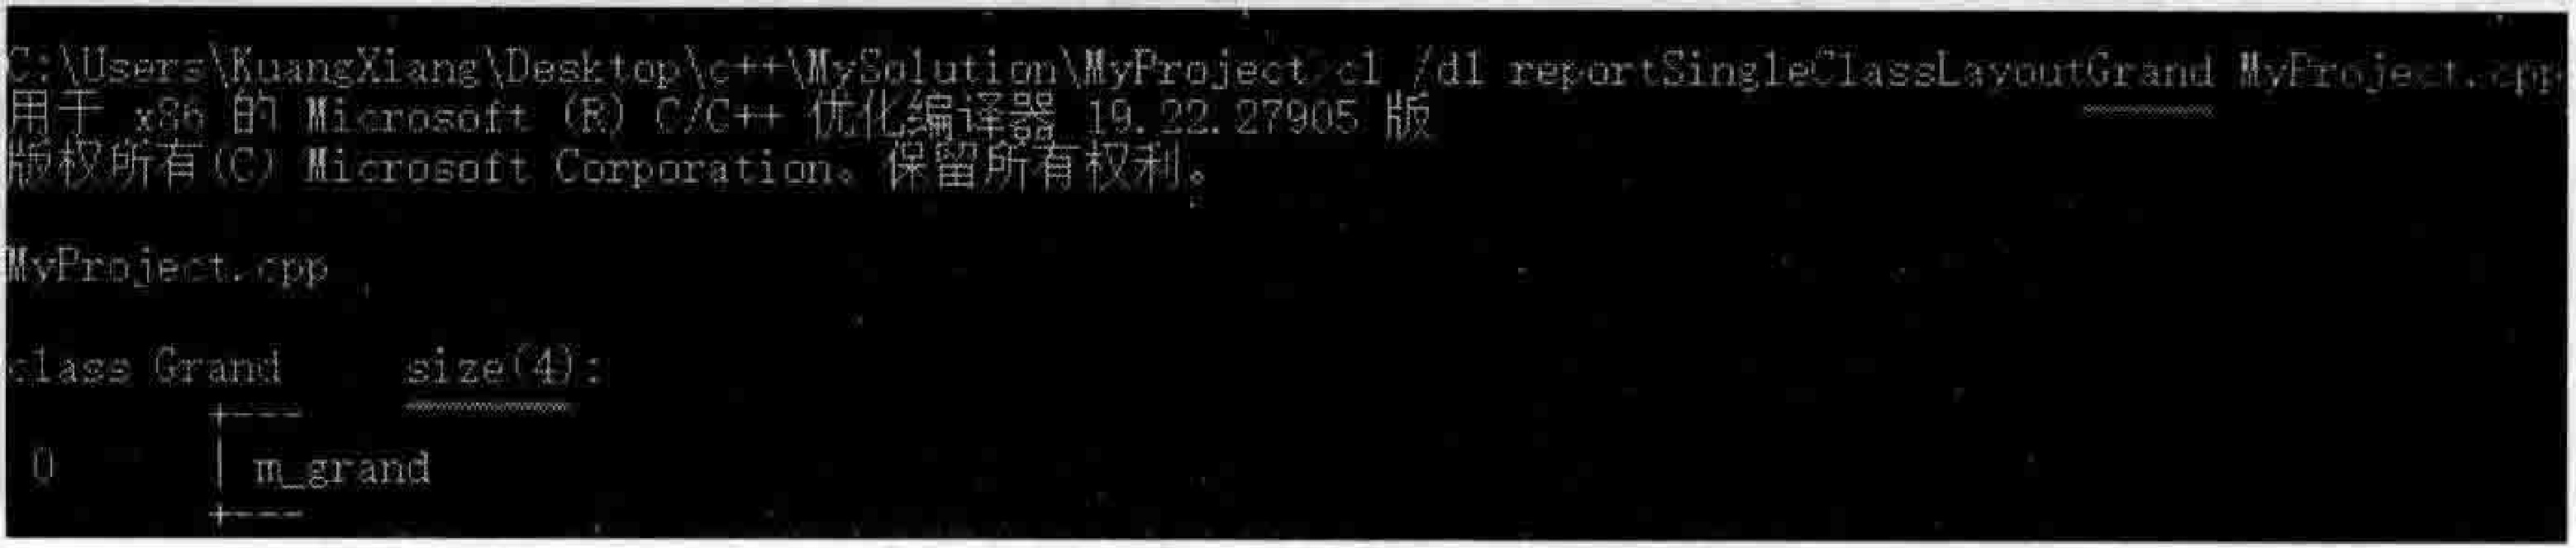 C:\Users\KuangXiang\Desktop\c++\MySolution\MyProject>cl /d1 reportSingleClassLayoutGrand MyProject.cpp
用于 x86 的 Microsoft (R) C/C++ 优化编译器 19.22.27905 版
版权所有(C) Microsoft Corporation。保留所有权利。
MyProject.cpp
class Grand size(4):
+---
0 | m_grand
+---